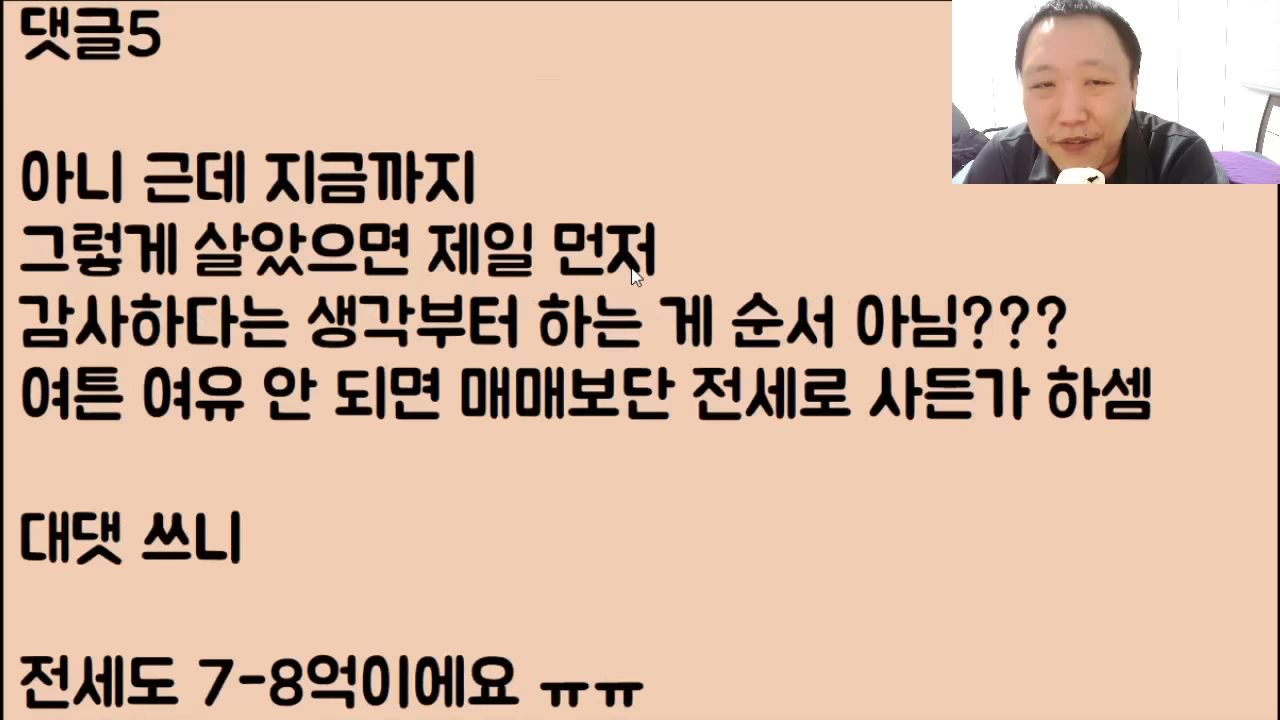 댓글5
아니 근데 지금까지
그렇게 살았으면 제일 먼저
감사하다는 생각부터 하는 게 순서 아님???
여튼 여유 안 되면 매매보단 전세로 사든가 하셈
대댓 쓰니
전세도 7-8억이에요 ㅠㅠ